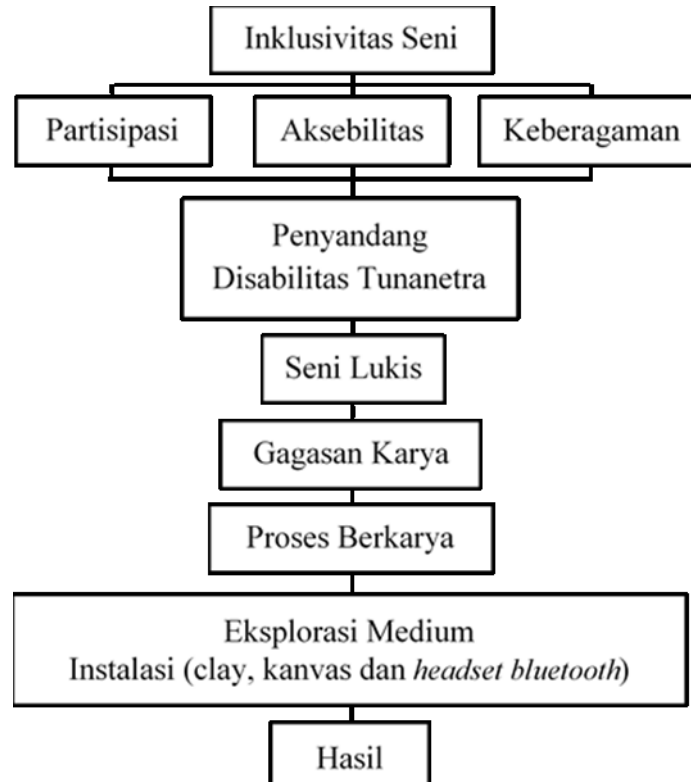 Inklusivitas Seni
Partisipasi
Aksebilitas
Keberagaman
Penyandang
Disabilitas Tunanetra
Seni Lukis
Gagasan Karya
Proses Berkarya
Eksplorasi Medium
Instalasi (clay, kanvas dan headset bluetooth)
Hasil